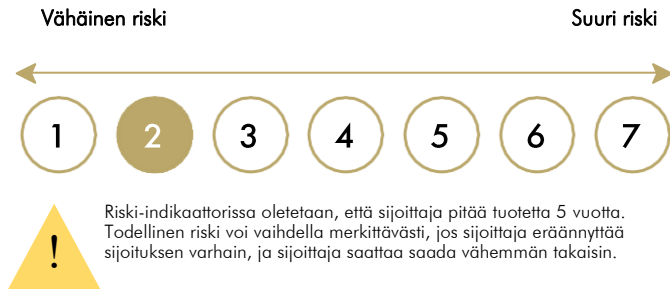 Vähäinen riski
Suuri riski
1 2 3 4 5 6 7
!
Riski-indikaattorissa oletetaan, että sijoittaja pitää tuotetta 5 vuotta.
Todellinen riski voi vaihdella merkittävästi, jos sijoittaja eräännyttää
sijoituksen varhain, ja sijoittaja saattaa saada vähemmän takaisin.